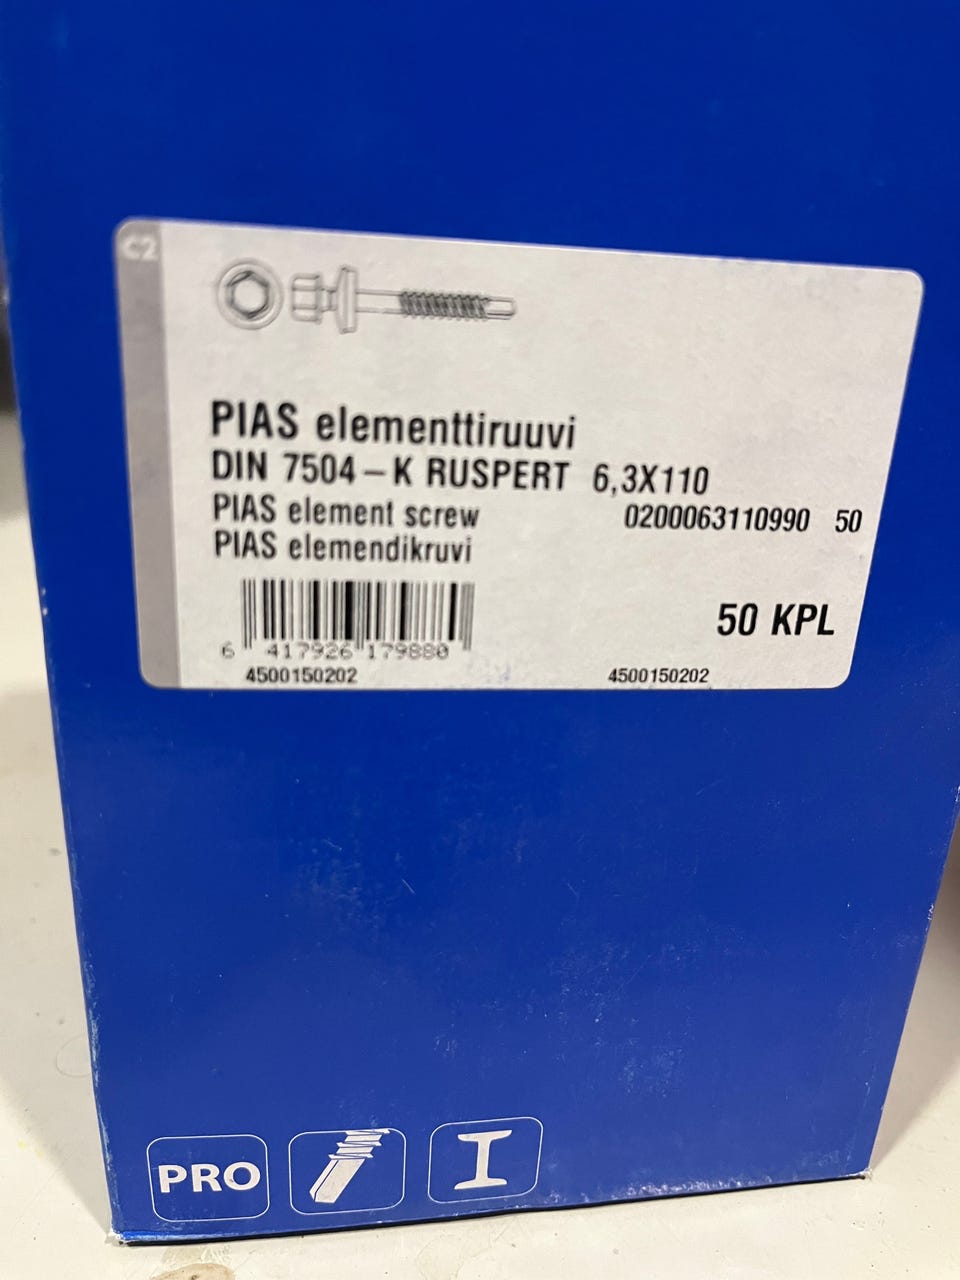 C2
PIAS elementtiruuvi
DIN 7504-K RUSPERT 6,3X110
PIAS element screw 0200063110990 50
PIAS elemendikruvi
50 KPL
6 417926 179880
4500150202 4500150202
PRO